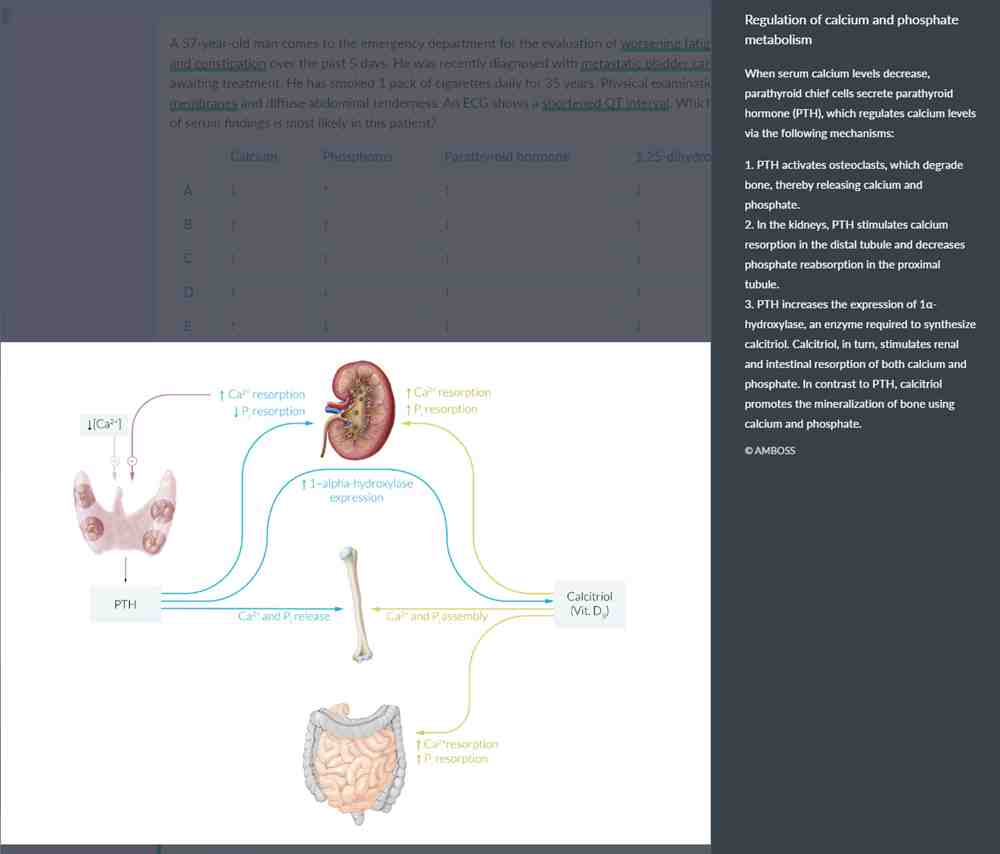 A 57-year-old man comes to the emergency department for the evaluation of worsening fatig
and constipation over the past 5 days. He was recently diagnosed with metastatic bladder can
awaiting treatment. He has smoked 1 pack of cigarettes daily for 35 years. Physical examinati
membranes and diffuse abdominal tenderness. An ECG shows a shortened QT interval. Which
of serum findings is most likely in this patient?
Calcium Phosphorus Parathyroid hormone 1,25-dihydro
A
B
C
D
E
Regulation of calcium and phosphate
metabolism
When serum calcium levels decrease,
parathyroid chief cells secrete parathyroid
hormone (PTH), which regulates calcium levels
via the following mechanisms:
1. PTH activates osteoclasts, which degrade
bone, thereby releasing calcium and
phosphate.
2. In the kidneys, PTH stimulates calcium
resorption in the distal tubule and decreases
phosphate reabsorption in the proximal
tubule.
3. PTH increases the expression of 1α-
hydroxylase, an enzyme required to synthesize
calcitriol. Calcitriol, in turn, stimulates renal
and intestinal resorption of both calcium and
phosphate. In contrast to PTH, calcitriol
promotes the mineralization of bone using
calcium and phosphate.
© AMBOSS
↑ Ca²⁺ resorption
↓ Pᵢ resorption
↑ Ca²⁺ resorption
↑ Pᵢ resorption
↓[Ca²⁺]
↑ 1-alpha-hydroxylase
expression
PTH
Ca²⁺ and Pᵢ release
Ca²⁺ and Pᵢ assembly
Calcitriol
(Vit. D₃)
↑ Ca²⁺resorption
↑ Pᵢ resorption